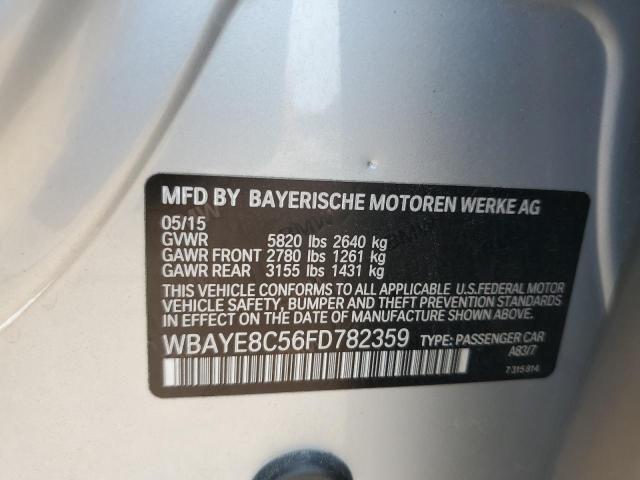 MFD BY BAYERISCHE MOTOREN WERKE AG
05/15
GVWR 5820 lbs 2640 kg
GAWR FRONT 2780 lbs 1261 kg
GAWR REAR 3155 lbs 1431 kg
THIS VEHICLE CONFORMS TO ALL APPLICABLE U.S.FEDERAL MOTOR
VEHICLE SAFETY, BUMPER AND THEFT PREVENTION STANDARDS
IN EFFECT ON THE DATE OF MANUFACTURE SHOWN ABOVE.
WBAYE8C56FD782359 TYPE: PASSENGER CAR
A83/7
7 315 814